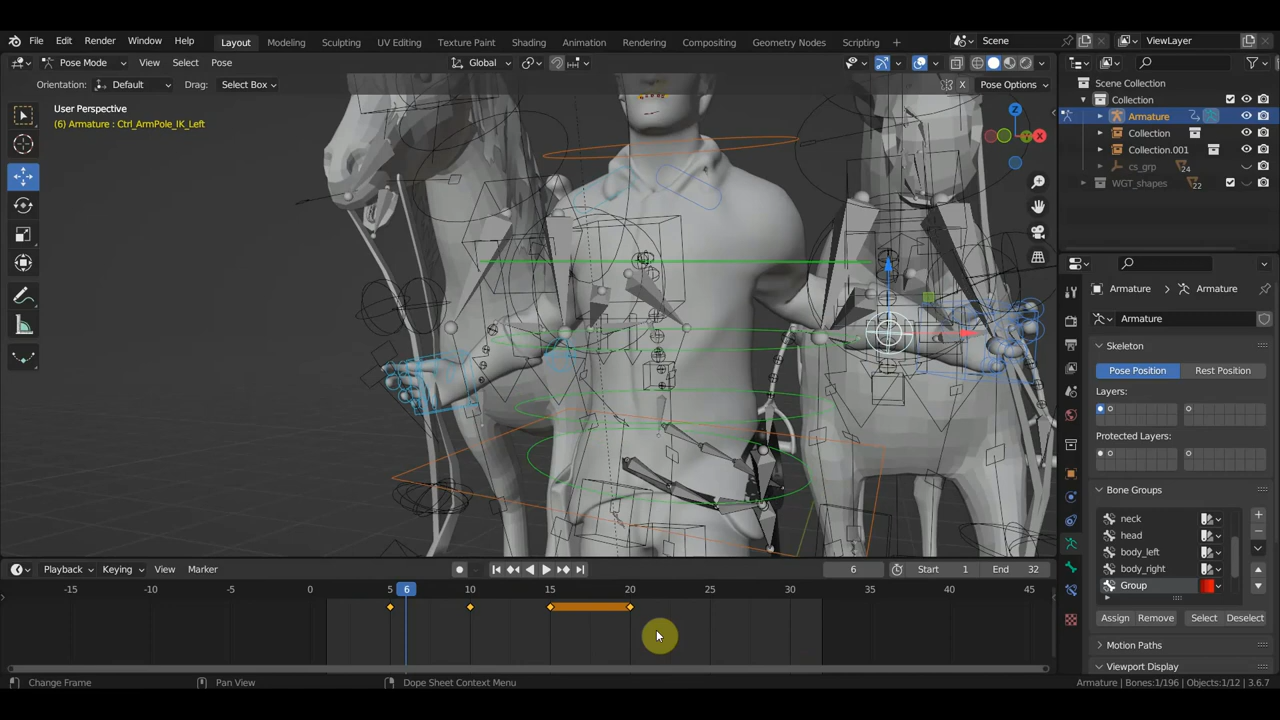 File Edit Render Window Help Layout Modeling Sculpting UV Editing Texture Paint Shading Animation Rendering Compositing Geometry Nodes Scripting + Scene ViewLayer
Pose Mode View Select Pose Global
Orientation: Default Drag: Select Box X Pose Options
User Perspective
(6) Armature : Ctrl_ArmPole_IK_Left
Z
X
Y
Scene Collection
Collection
Armature
Collection
Collection.001
cs_grp 24
WGT_shapes 22
Armature > Armature
Armature
Skeleton
Pose Position Rest Position
Layers:
Protected Layers:
Bone Groups
neck
head
body_left
body_right
Group
Assign Remove Select Deselect
Motion Paths
Viewport Display
Playback Keying View Marker 6 Start 1 End 32
-15 -10 -5 0 5 6 10 15 20 25 30 35 40 45
Change Frame Pan View Dope Sheet Context Menu Armature | Bones:1/196 | Objects:1/12 | 3.6.7